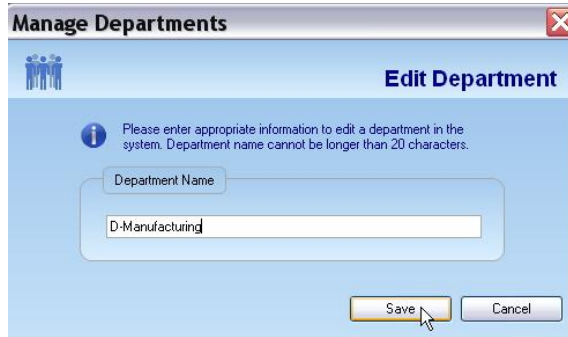 Manage Departments
Edit Department
Please enter appropriate information to edit a department in the
system. Department name cannot be longer than 20 characters.
Department Name
D-Manufacturing
Save
Cancel